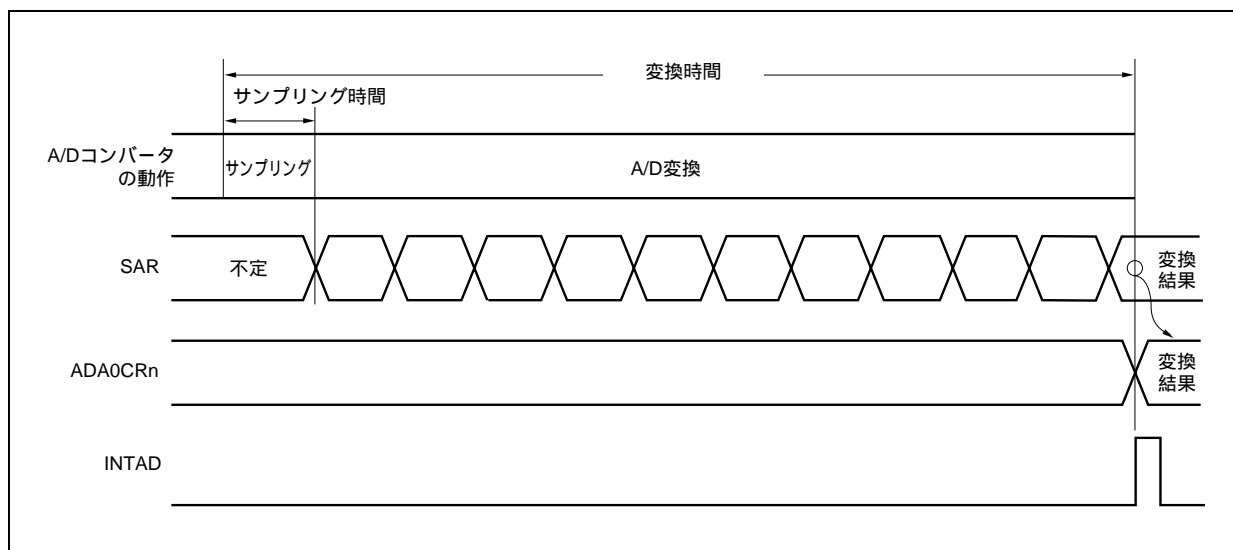 変換時間
サンプリング時間
A/Dコンバータ
の動作
サンプリング
A/D変換
SAR
不定
変換
結果
ADA0CRn
変換
結果
INTAD